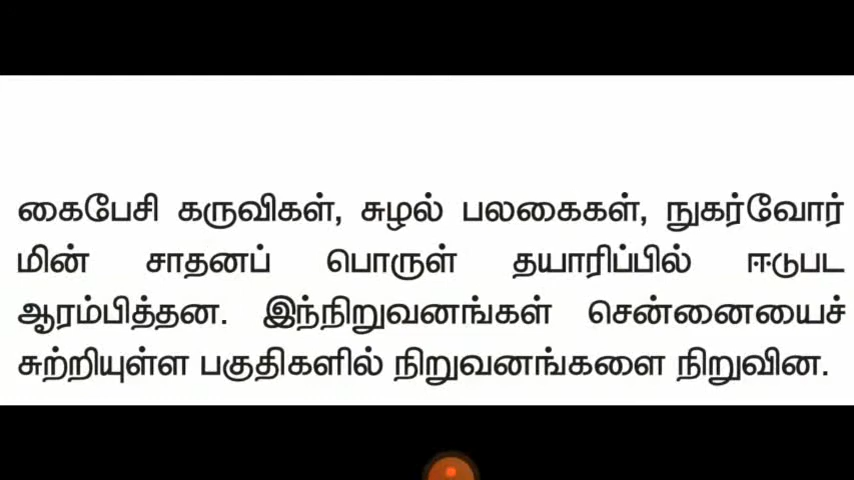 கைபேசி கருவிகள், சுழல் பலகைகள், நுகர்வோர்
மின் சாதனப் பொருள் தயாரிப்பில் ஈடுபட
ஆரம்பித்தன. இந்நிறுவனங்கள் சென்னையைச்
சுற்றியுள்ள பகுதிகளில் நிறுவனங்களை நிறுவின.